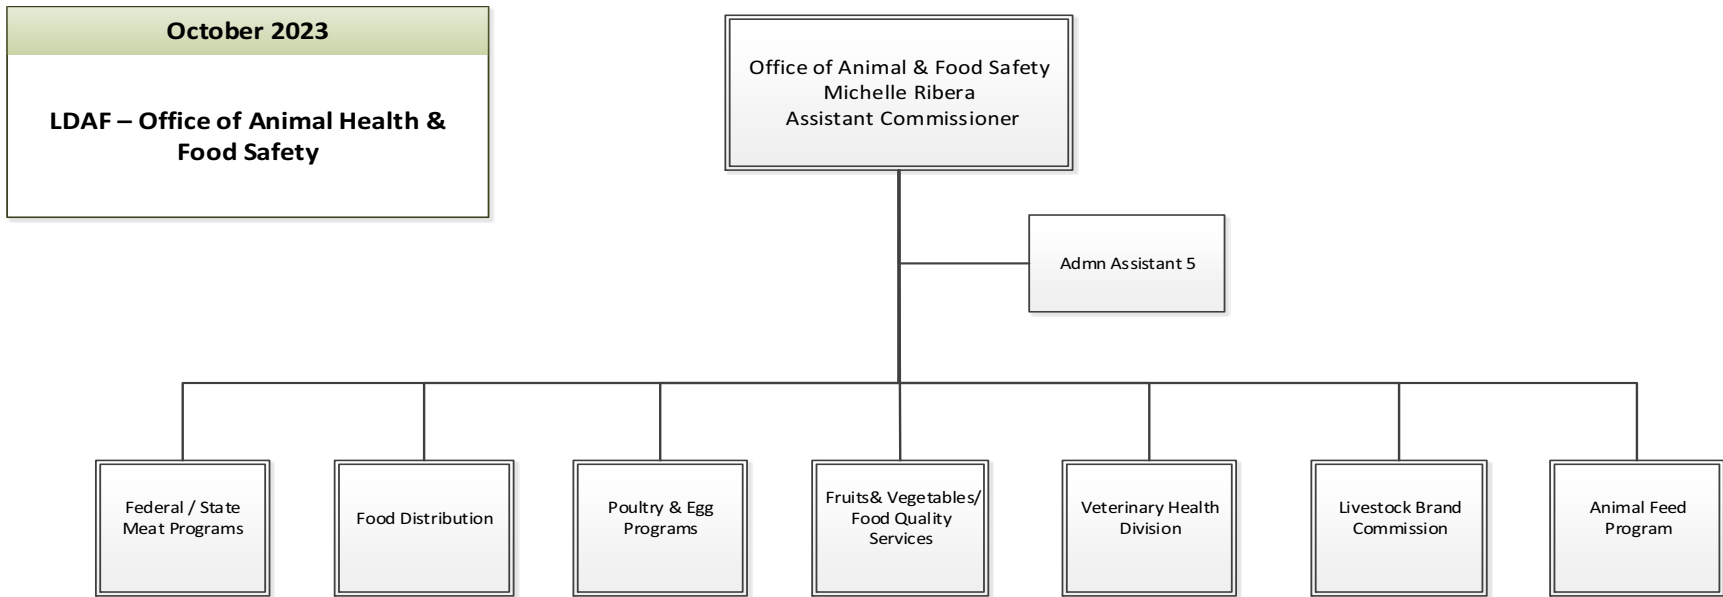 October 2023
LDAF – Office of Animal Health &
Food Safety
Office of Animal & Food Safety
Michelle Ribera
Assistant Commissioner
Admn Assistant 5
Federal / State
Meat Programs
Food Distribution
Poultry & Egg
Programs
Fruits& Vegetables/
Food Quality
Services
Veterinary Health
Division
Livestock Brand
Commission
Animal Feed
Program